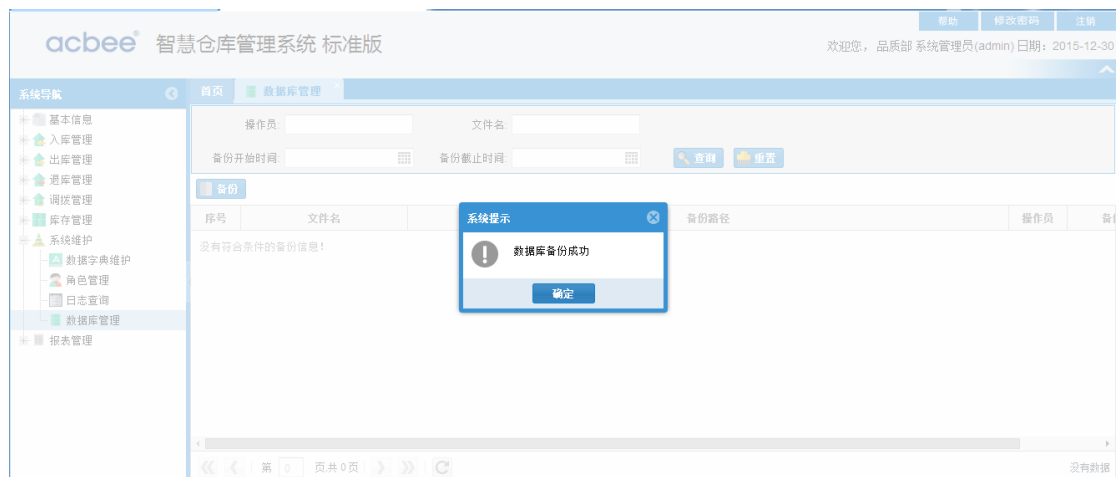 帮助 修改密码 注销
acbee 智慧仓库管理系统 标准版
欢迎您， 品质部 系统管理员(admin) 日期：2015-12-30
系统导航 首页 数据库管理
基本信息
入库管理
出库管理
退库管理
调拨管理
库存管理
系统维护
数据字典维护
角色管理
日志查询
数据库管理
报表管理
操作员: 文件名:
备份开始时间: 备份截止时间: 查询 重置
备份
序号 文件名 备份路径 操作员
没有符合条件的备份信息！
系统提示
数据库备份成功
确定
第 0 页共 0 页 没有数据